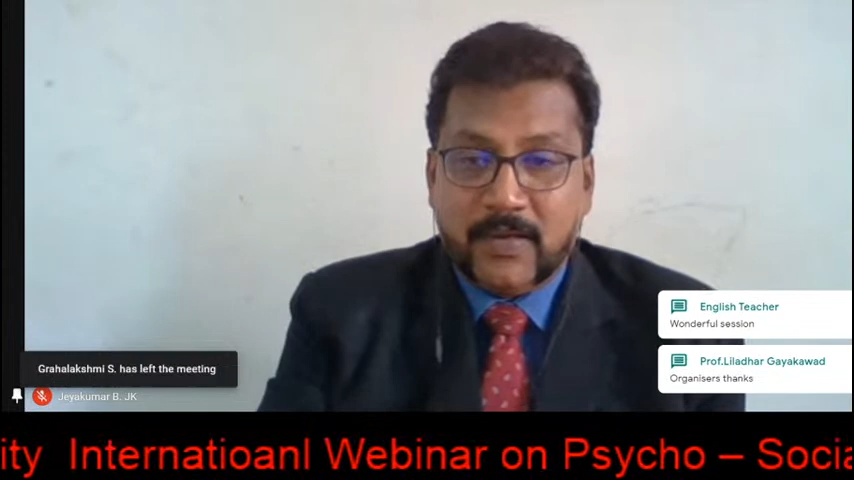 English Teacher
Wonderful session
Prof.Liladhar Gayakawad
Organisers thanks
Grahalakshmi S. has left the meeting
Jeyakumar B. JK
ity Internatioanl Webinar on Psycho – Socia